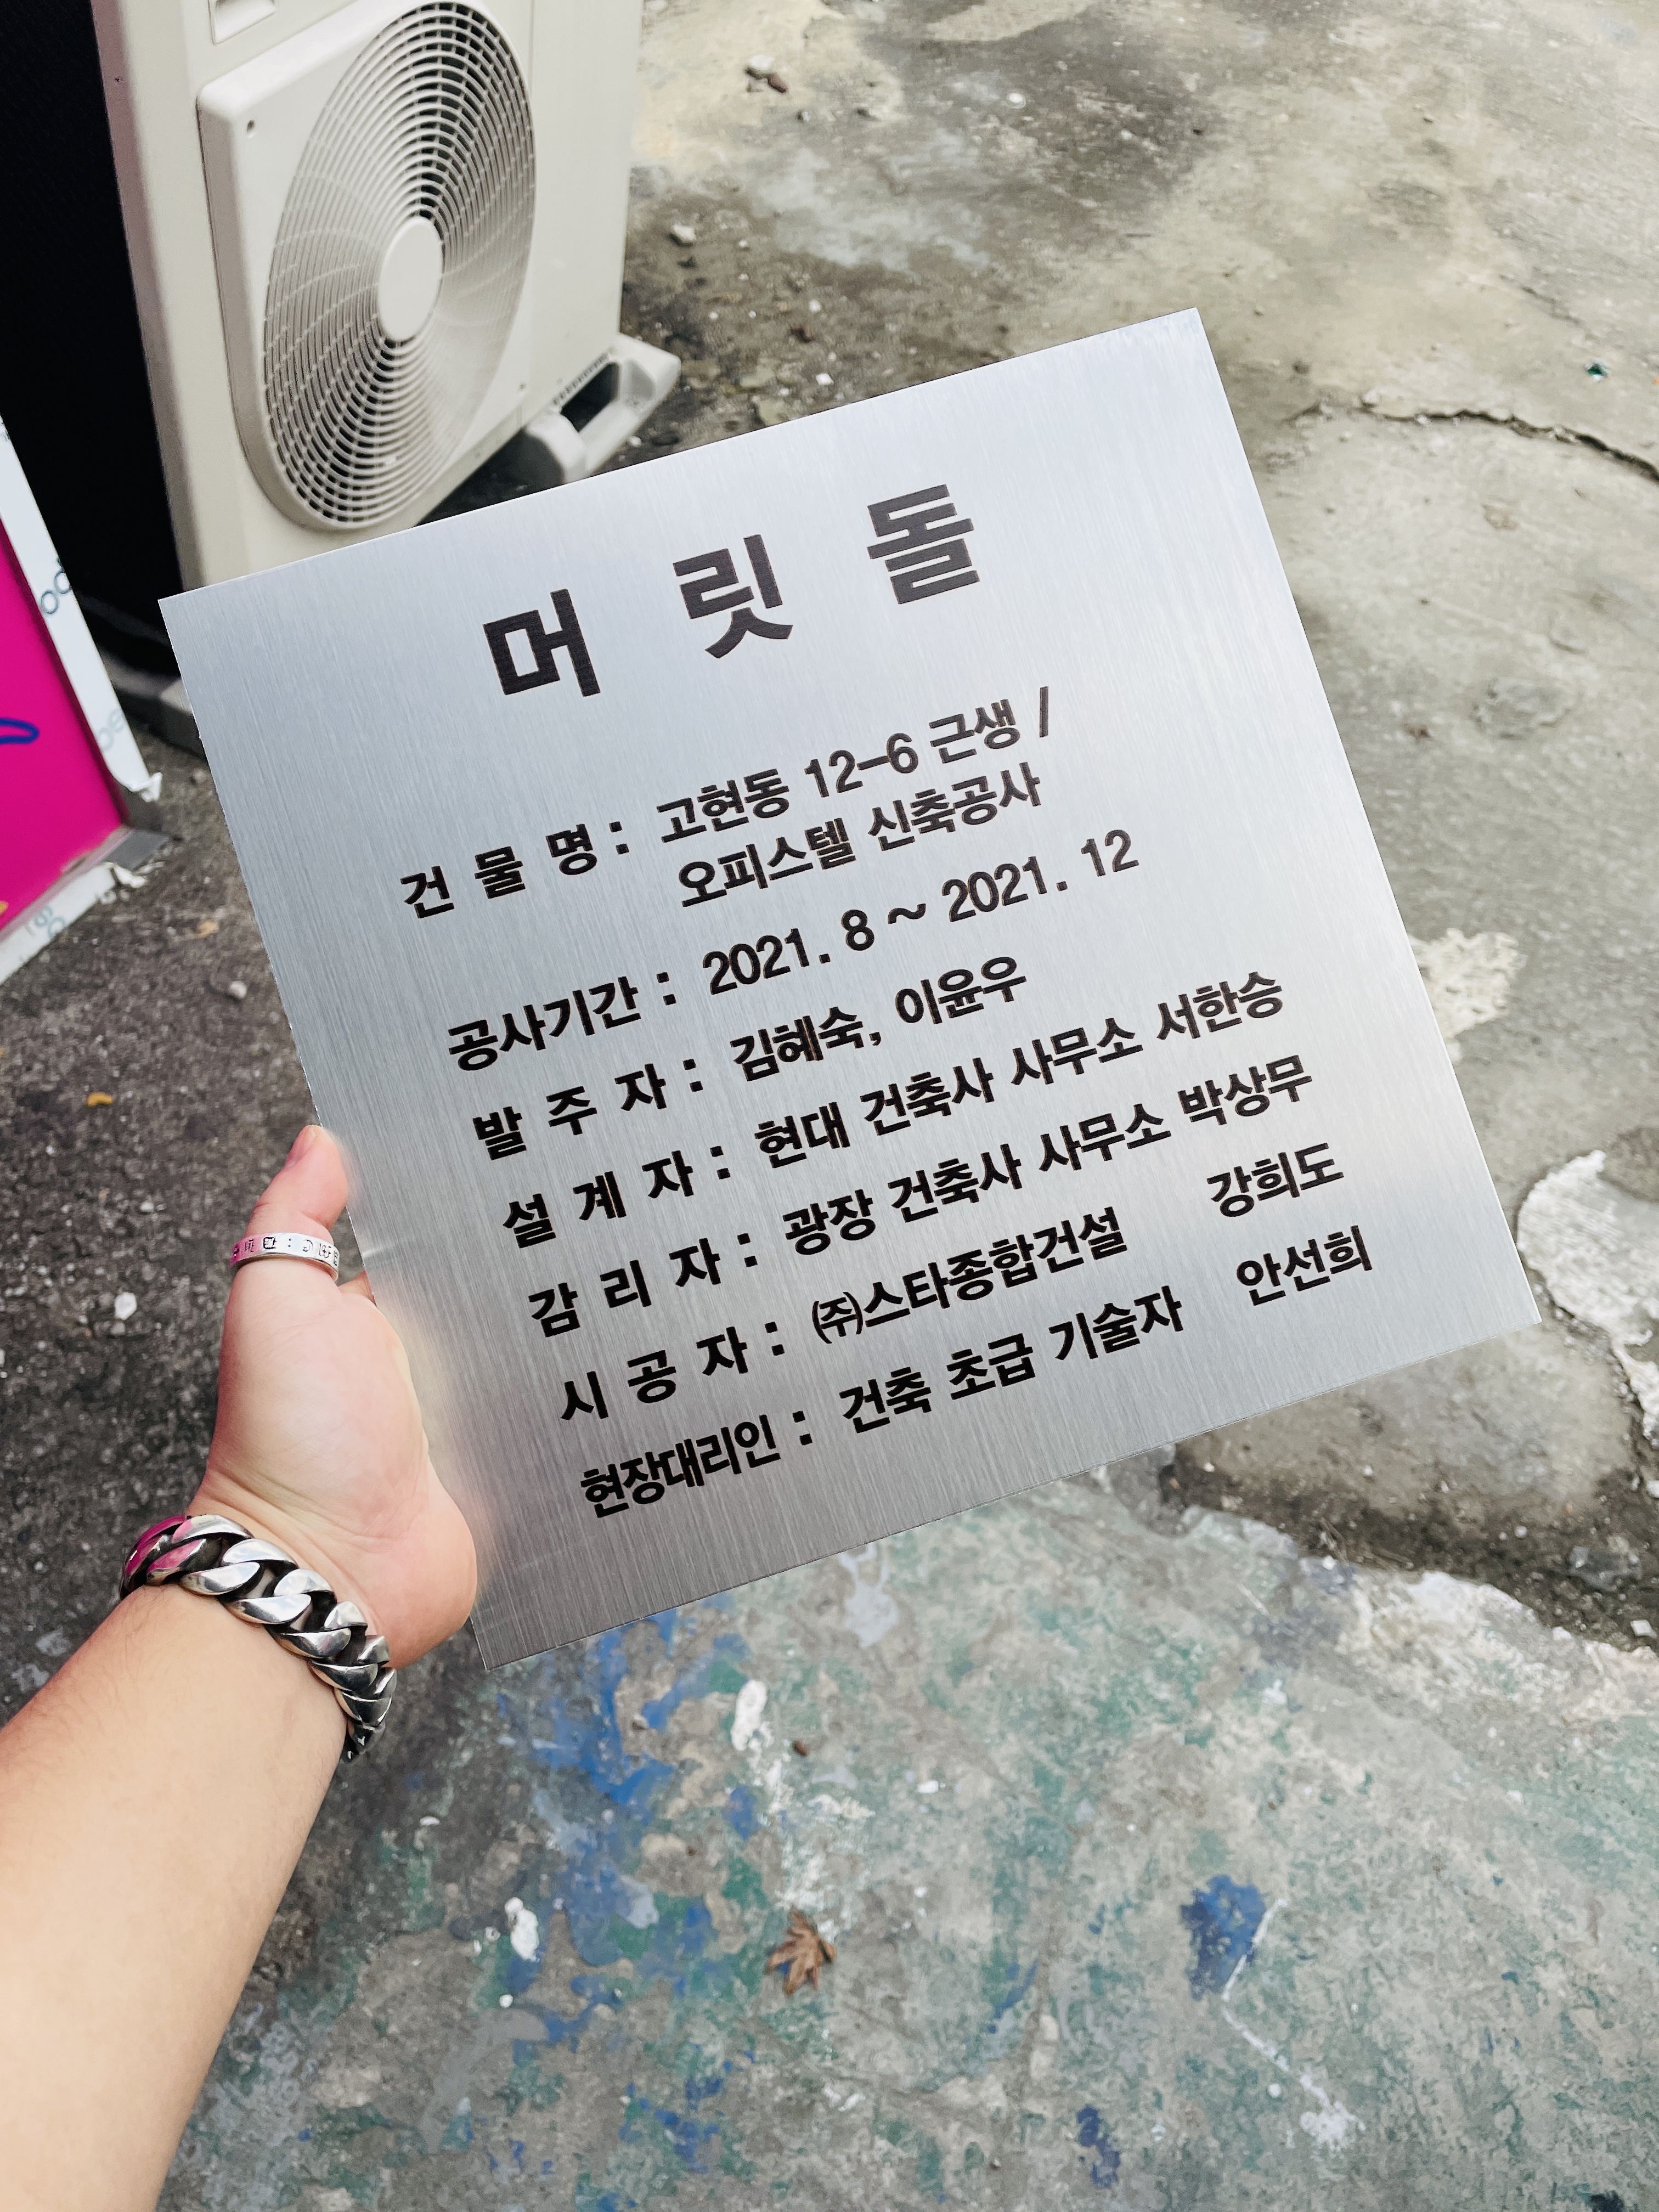 머릿돌
건 물 명 : 고현동 12-6 근생 /
오피스텔 신축공사
공사기간 : 2021. 8 ~ 2021. 12
발 주 자 : 김혜숙, 이윤우
설 계 자 : 현대 건축사 사무소 서한승
감 리 자 : 광장 건축사 사무소 박상무
시 공 자 : ㈜스타종합건설 강희도
현장대리인 : 건축 초급 기술자 안선희